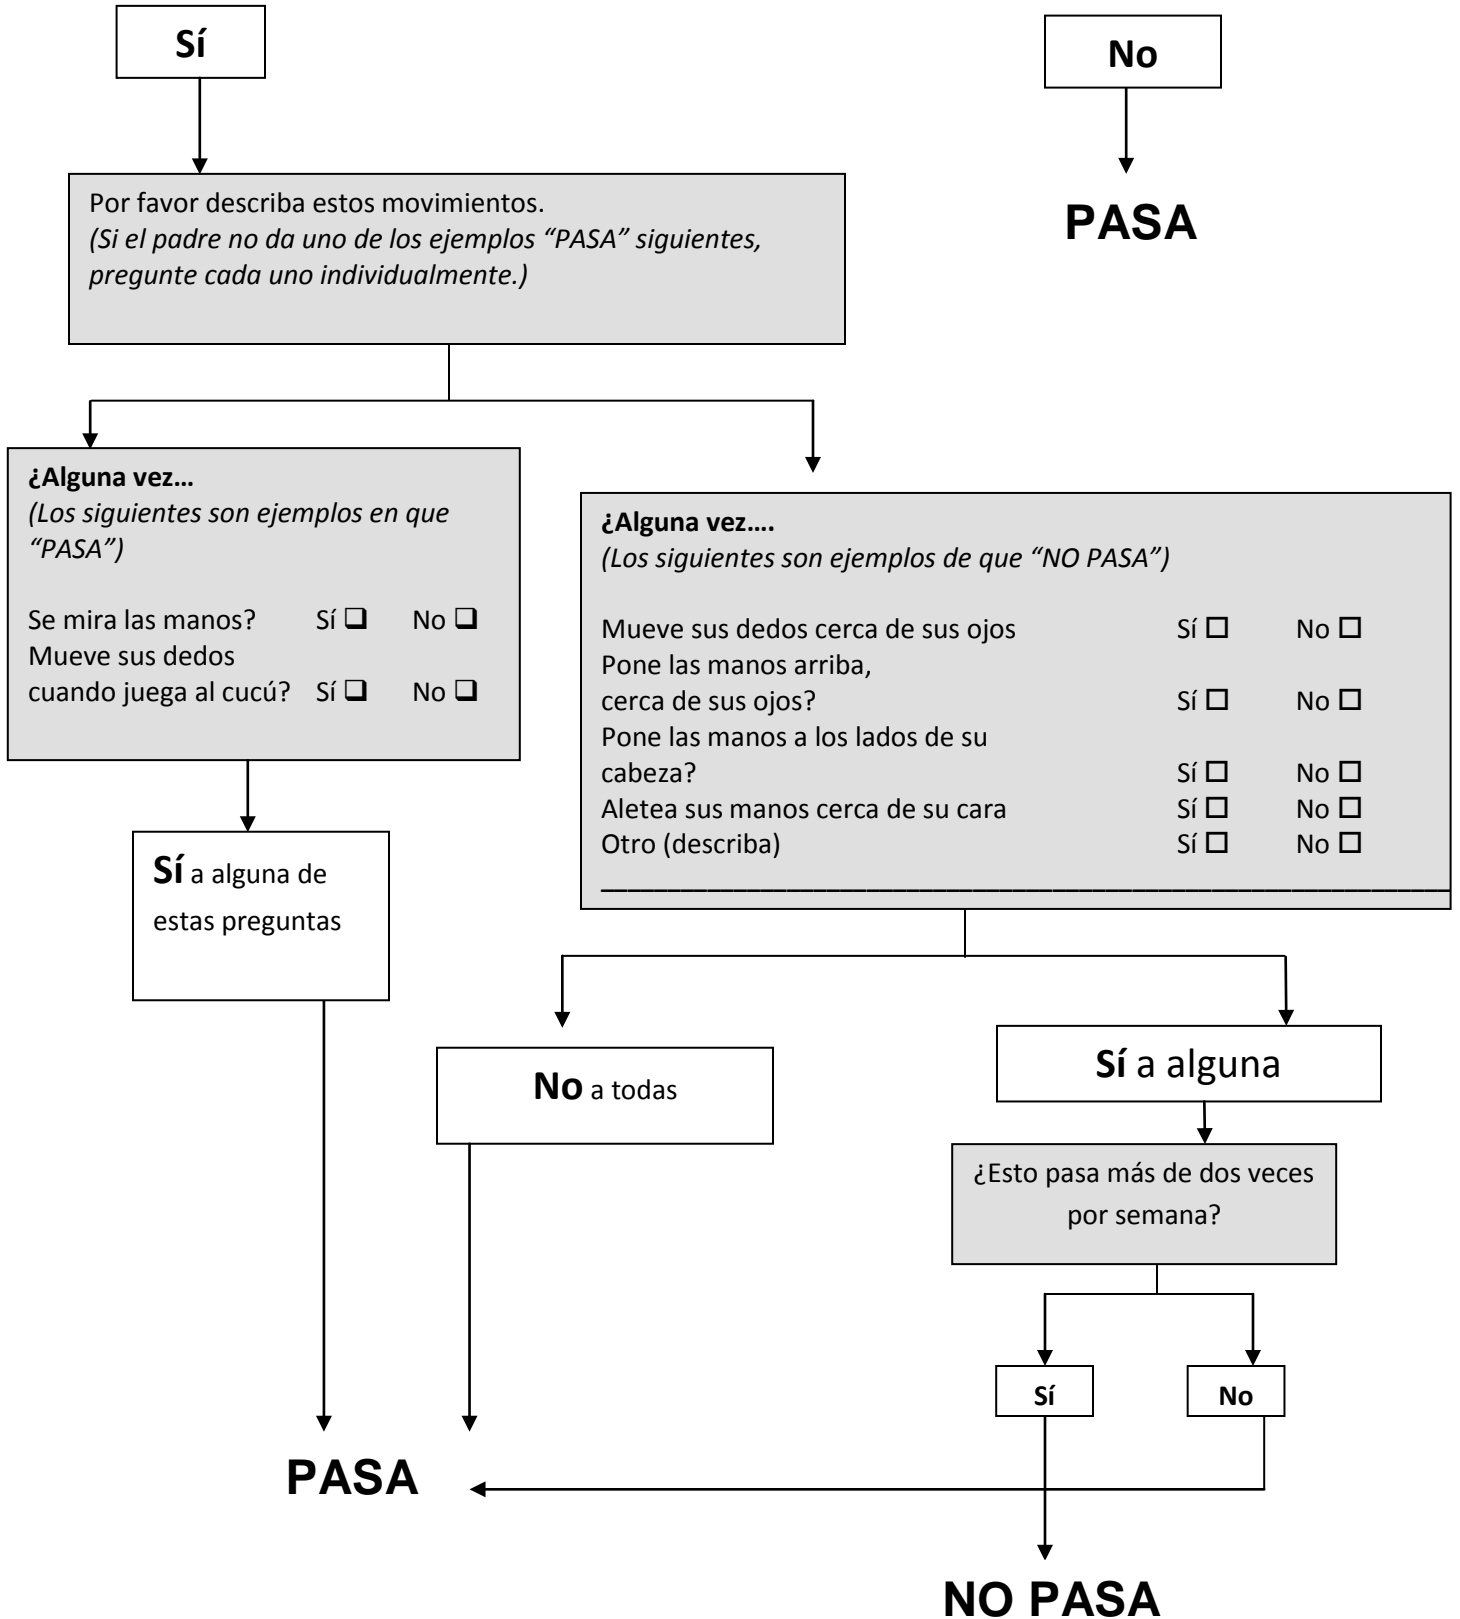 Sí
No
PASA
Por favor describa estos movimientos.
(Si el padre no da uno de los ejemplos “PASA” siguientes,
pregunte cada uno individualmente.)
¿Alguna vez…
(Los siguientes son ejemplos en que
“PASA”)
Se mira las manos? Sí ❑ No ❑
Mueve sus dedos
cuando juega al cucú? Sí ❑ No ❑
¿Alguna vez….
(Los siguientes son ejemplos de que “NO PASA”)
Mueve sus dedos cerca de sus ojos Sí □ No □
Pone las manos arriba,
cerca de sus ojos? Sí □ No □
Pone las manos a los lados de su
cabeza? Sí □ No □
Aletea sus manos cerca de su cara Sí □ No □
Otro (describa) Sí □ No □
Sí a alguna de
estas preguntas
No a todas
Sí a alguna
¿Esto pasa más de dos veces
por semana?
Sí
No
PASA
NO PASA